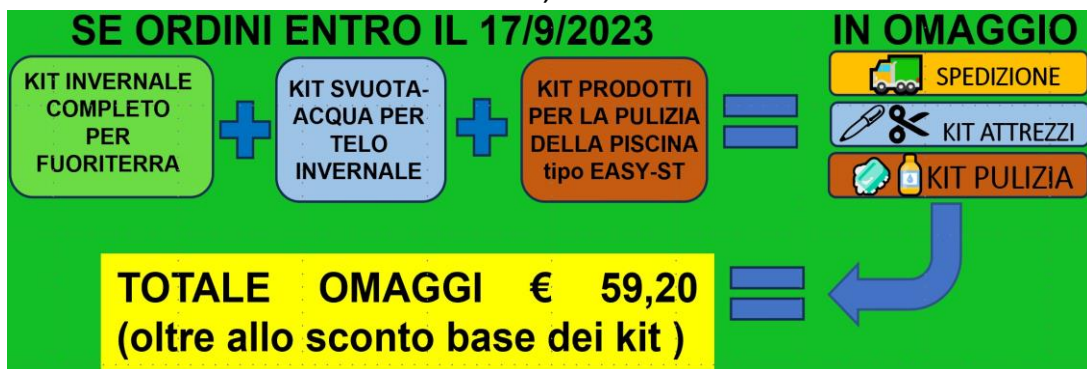 SE ORDINI ENTRO IL 17/9/2023
IN OMAGGIO
KIT INVERNALE
COMPLETO
PER
FUORITERRA
KIT SVUOTA-
ACQUA PER
TELO
INVERNALE
KIT PRODOTTI
PER LA PULIZIA
DELLA PISCINA
tipo EASY-ST
SPEDIZIONE
KIT ATTREZZI
KIT PULIZIA
TOTALE OMAGGI € 59,20
(oltre allo sconto base dei kit )